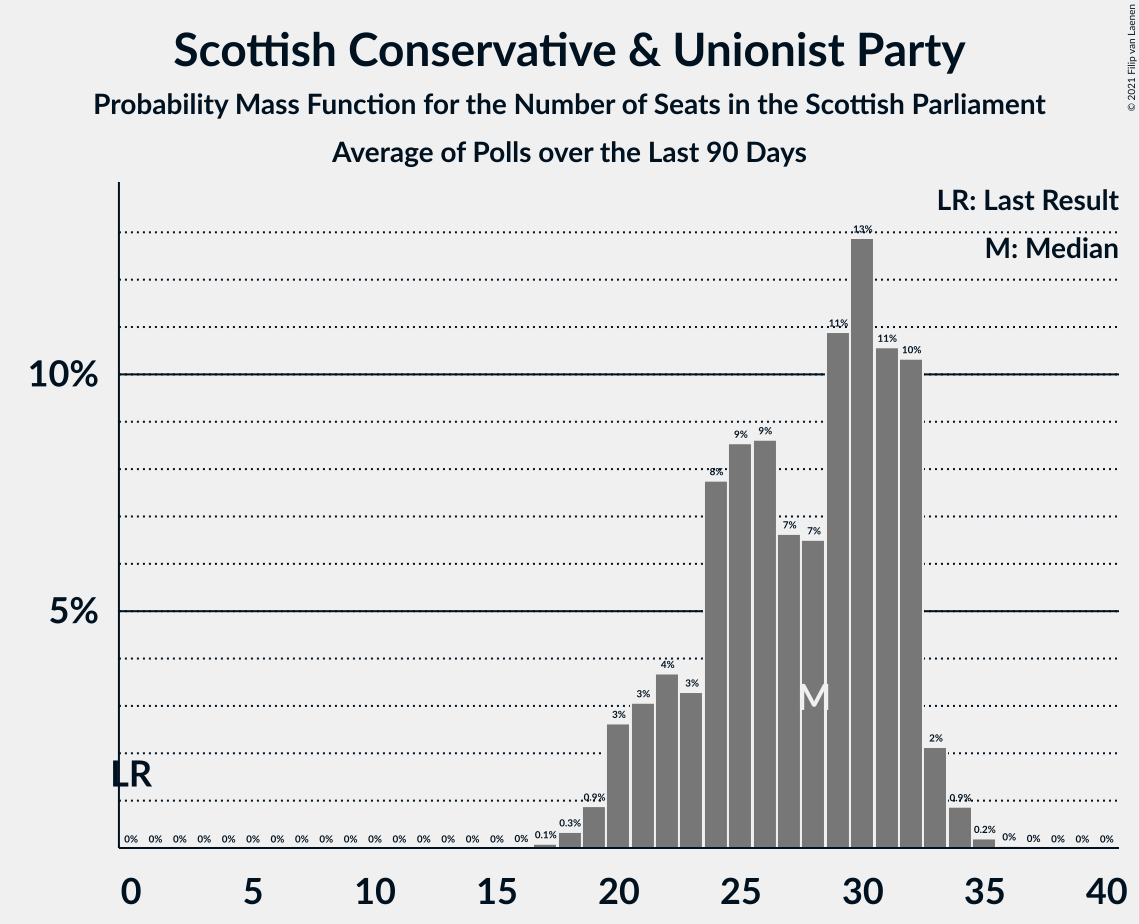 Scottish Conservative & Unionist Party
Probability Mass Function for the Number of Seats in the Scottish Parliament
Average of Polls over the Last 90 Days
© 2021 Filip van Laenen
LR: Last Result
M: Median
10%
5%
LR
M
0% 0% 0% 0% 0% 0% 0% 0% 0% 0% 0% 0% 0% 0% 0% 0% 0% 0.1% 0.3% 0.9% 3% 3% 4% 3% 8% 9% 9% 7% 7% 11% 13% 11% 10% 2% 0.9% 0.2% 0% 0% 0% 0% 0%
0 5 10 15 20 25 30 35 40